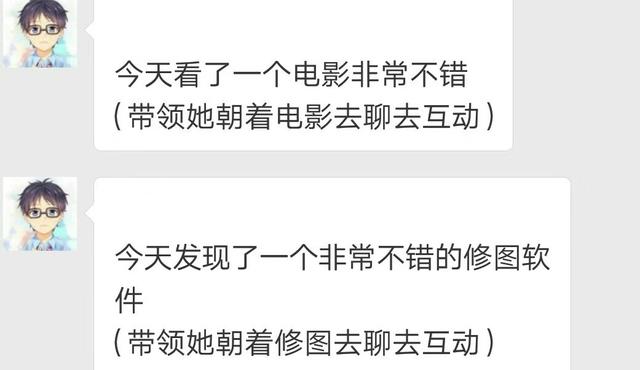 今天看了一个电影非常不错
(带领她朝着电影去聊去互动)
今天发现了一个非常不错的修图软
件
(带领她朝着修图去聊去互动)